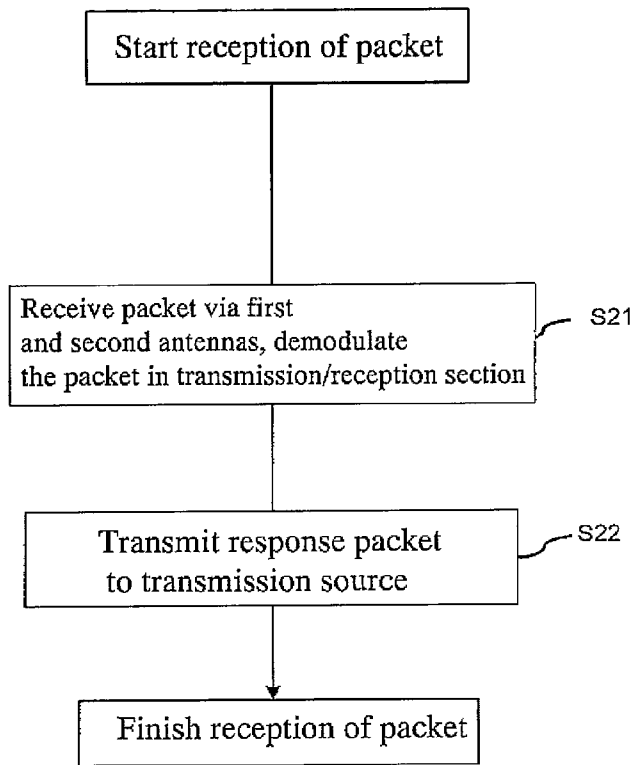 Start reception of packet
Receive packet via first
and second antennas, demodulate
the packet in transmission/reception section
S21
Transmit response packet
to transmission source
S22
Finish reception of packet